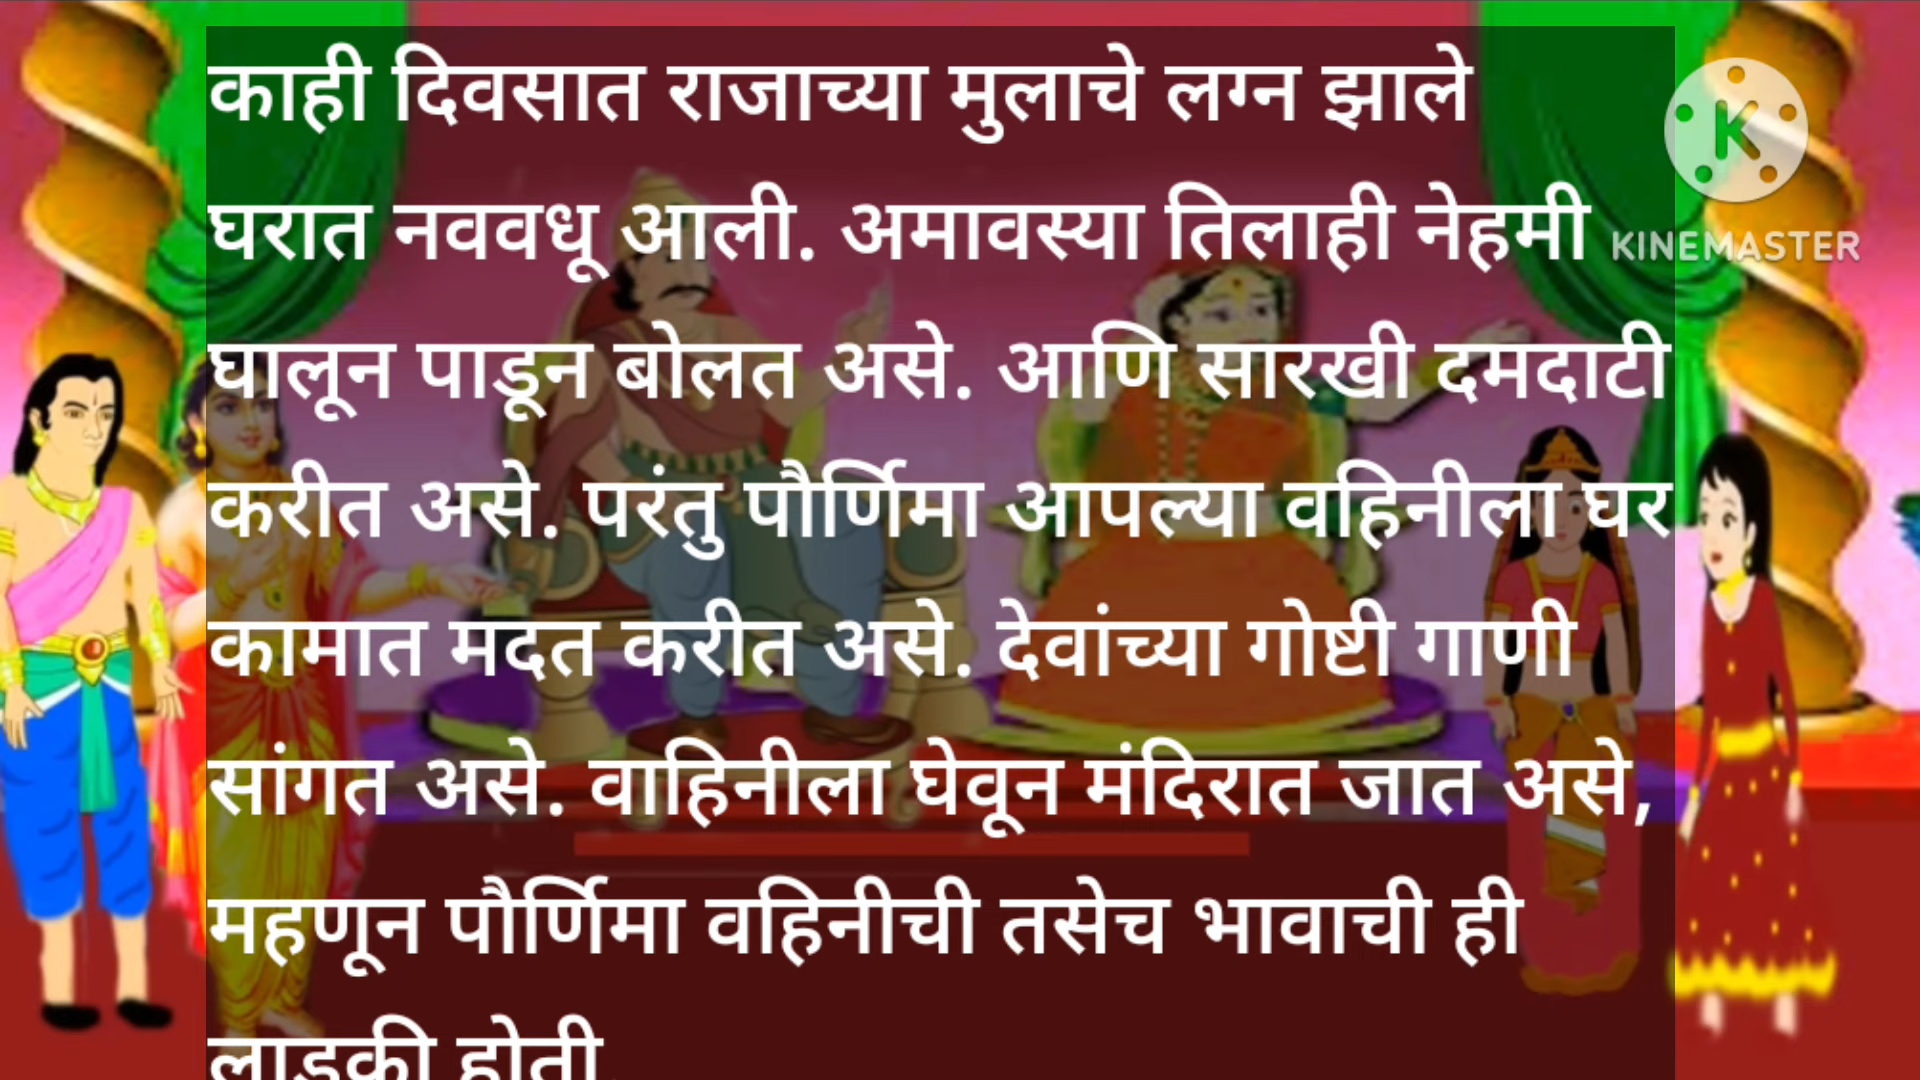 काही दिवसात राजाच्या मुलाचे लग्न झाले
घरात नववधू आली. अमावस्या तिलाही नेहमी
घालून पाडून बोलत असे. आणि सारखी दमदाटी
करीत असे. परंतु पौर्णिमा आपल्या वहिनीला घर
कामात मदत करीत असे. देवांच्या गोष्टी गाणी
सांगत असे. वाहिनीला घेवून मंदिरात जात असे,
महणून पौर्णिमा वहिनीची तसेच भावाची ही
लाडकी होती.
K
KINEMASTER